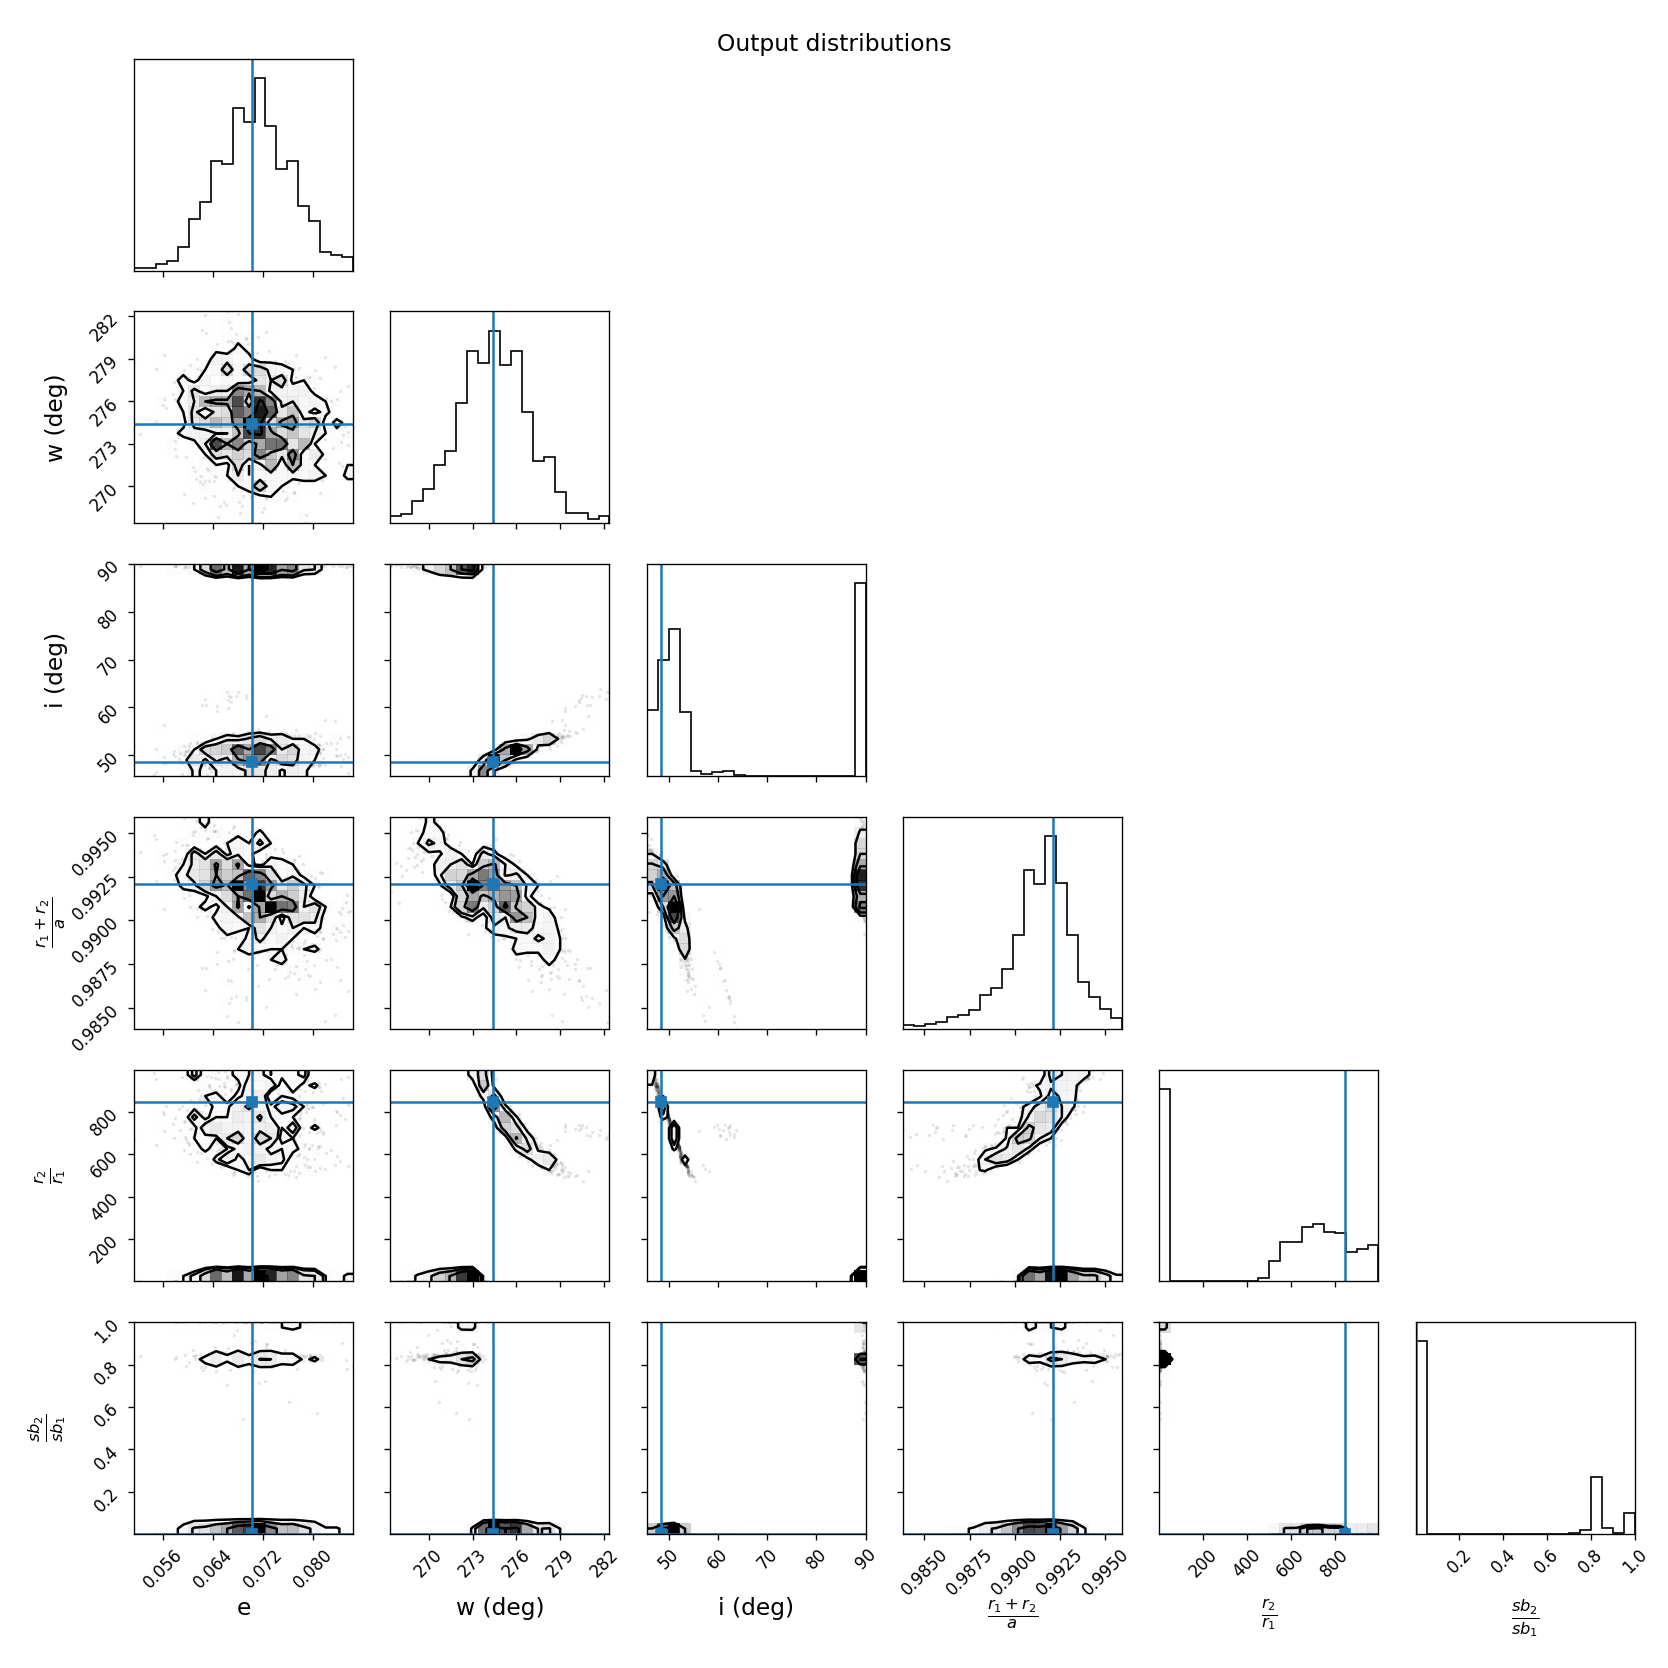 Output distributions
w (deg)
282
279
276
273
270
i (deg)
90
80
70
60
50
r₁ + r₂
a
0.9950
0.9925
0.9900
0.9875
0.9850
r₂
r₁
800
600
400
200
sb₂
sb₁
1.0
0.8
0.6
0.4
0.2
0.056 0.064 0.072 0.080
270 273 276 279 282
50 60 70 80 90
0.9850 0.9875 0.9900 0.9925 0.9950
200 400 600 800
0.2 0.4 0.6 0.8 1.0
e
w (deg)
i (deg)
r₁ + r₂
a
r₂
r₁
sb₂
sb₁